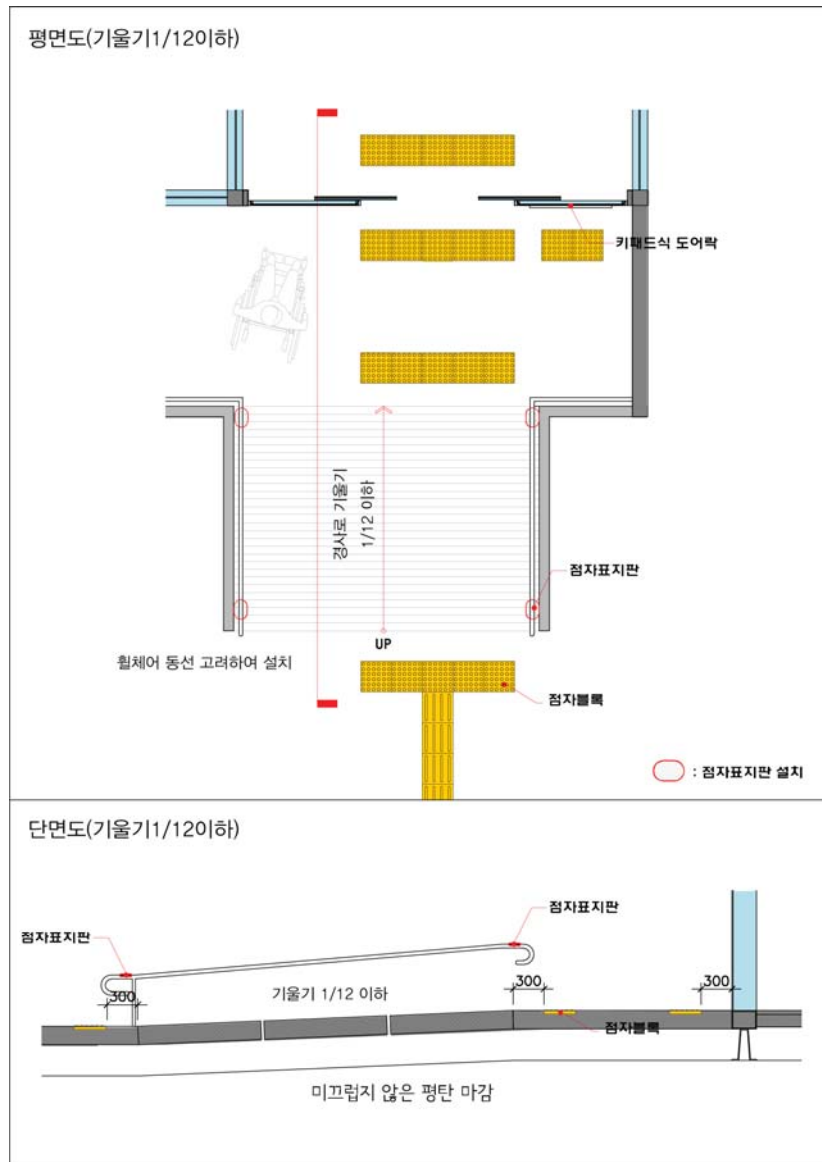 평면도(기울기1/12이하)
키패드식 도어락
경사로 기울기
1/12 이하
점자표지판
UP
휠체어 동선 고려하여 설치
점자블록
: 점자표지판 설치
단면도(기울기1/12이하)
점자표지판
점자표지판
300
기울기 1/12 이하
300
300
점자블록
미끄럽지 않은 평탄 마감